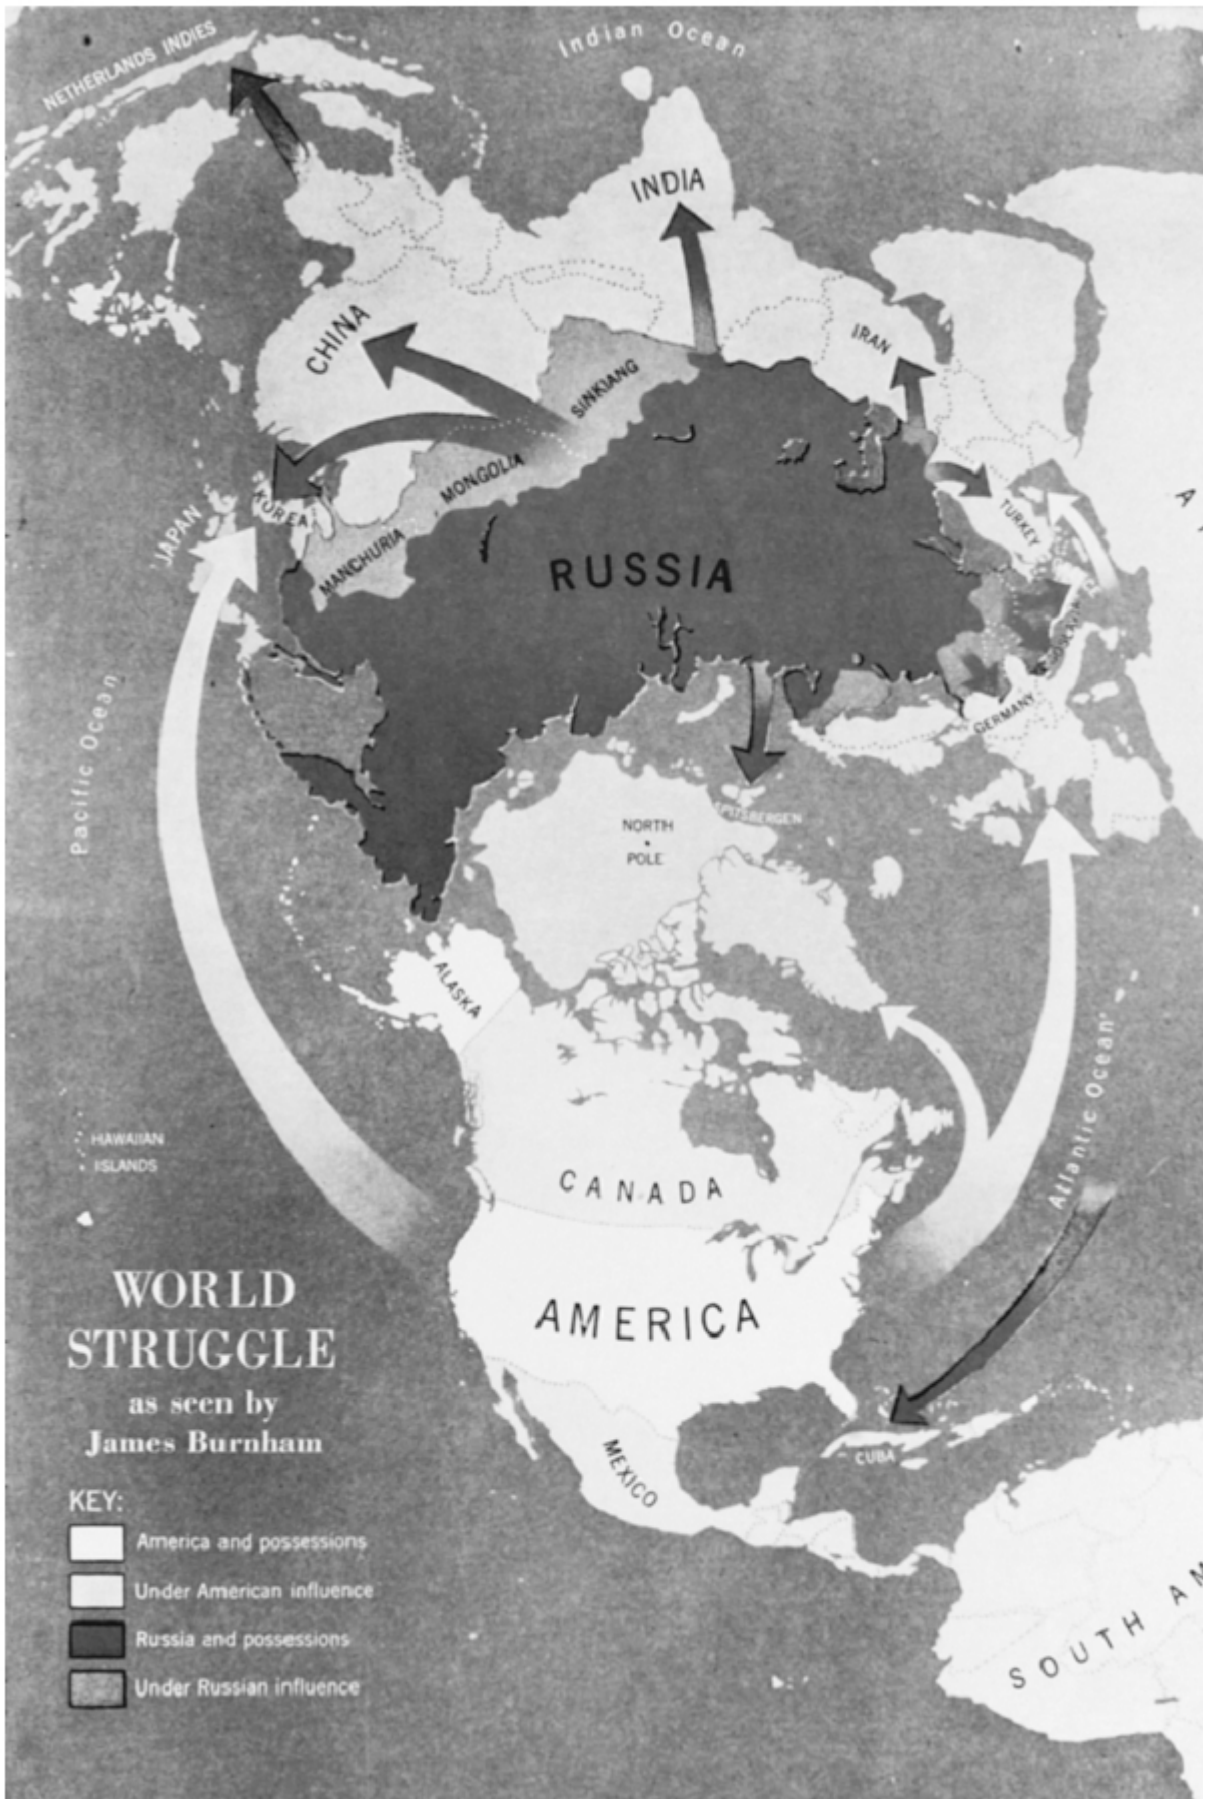 Indian Ocean
NETHERLANDS INDIES
INDIA
CHINA
IRAN
SINKIANG
MONGOLIA
KOREA
JAPAN
MANCHURIA
TURKEY
A
RUSSIA
GERMANY
Pacific Ocean
SPITSBERGEN
NORTH
POLE
ALASKA
Atlantic Ocean
HAWAIIAN
ISLANDS
CANADA
AMERICA
MEXICO
CUBA
SOUTH AM
WORLD
STRUGGLE
as seen by
James Burnham
KEY:
America and possessions
Under American influence
Russia and possessions
Under Russian influence